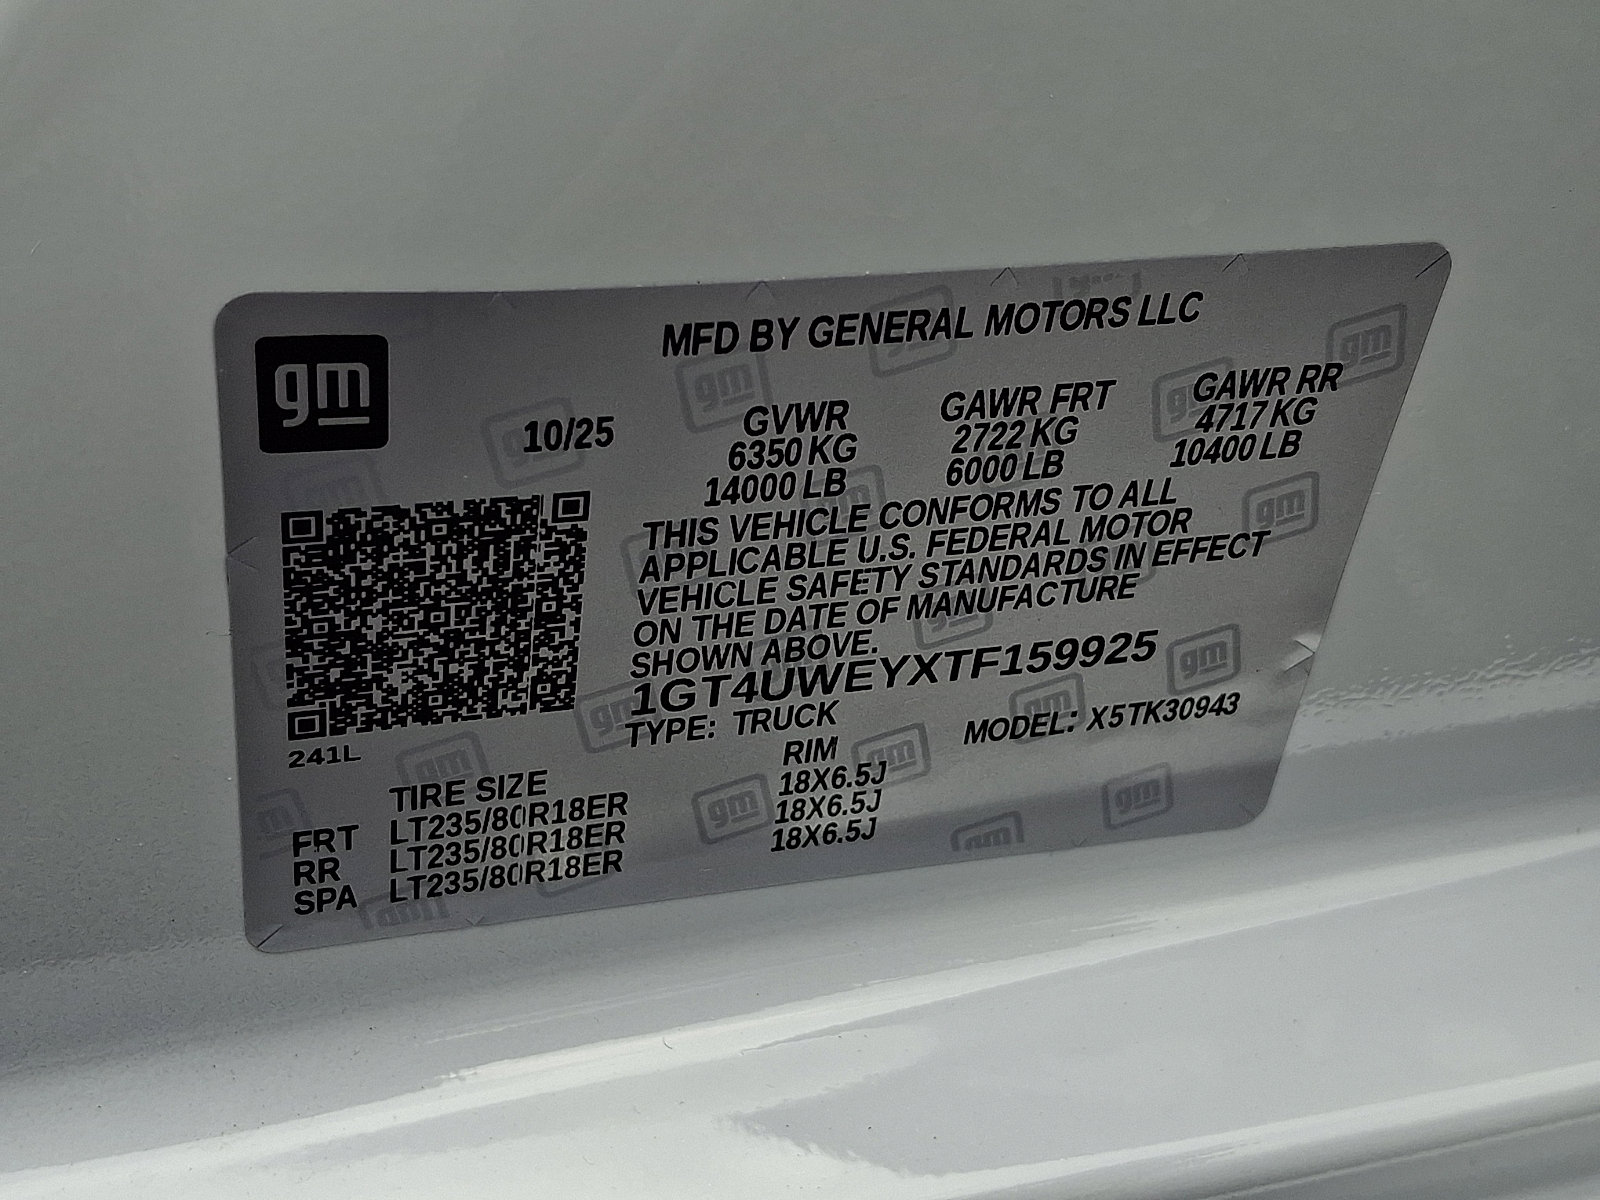 gm
MFD BY GENERAL MOTORS LLC
10/25
GVWR GAWR FRT GAWR RR
6350 KG 2722 KG 4717 KG
14000 LB 6000 LB 10400 LB
THIS VEHICLE CONFORMS TO ALL
APPLICABLE U.S. FEDERAL MOTOR
VEHICLE SAFETY STANDARDS IN EFFECT
ON THE DATE OF MANUFACTURE
SHOWN ABOVE.
1GT4UWEYXTF159925
TYPE: TRUCK MODEL: X5TK30943
241L
TIRE SIZE RIM
FRT LT235/80R18ER 18X6.5J
RR LT235/80R18ER 18X6.5J
SPA LT235/80R18ER 18X6.5J